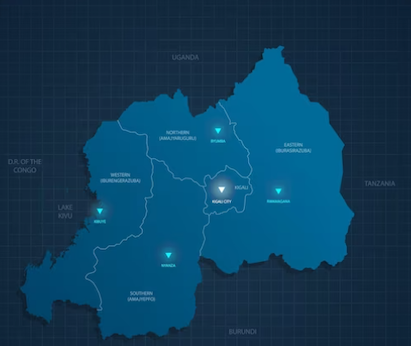 UGANDA
NORTHERN
(AMAJYARUGURU)
EASTERN
(IBURASIRAZUBA)
BYUMBA
D.R. OF THE
CONGO
WESTERN
(IBURENGERAZUBA)
TANZANIA
KIGALI
KIGALI CITY
RWAMAGANA
LAKE
KIVU
KIBUYE
NYANZA
SOUTHERN
(AMAJYEPFO)
BURUNDI